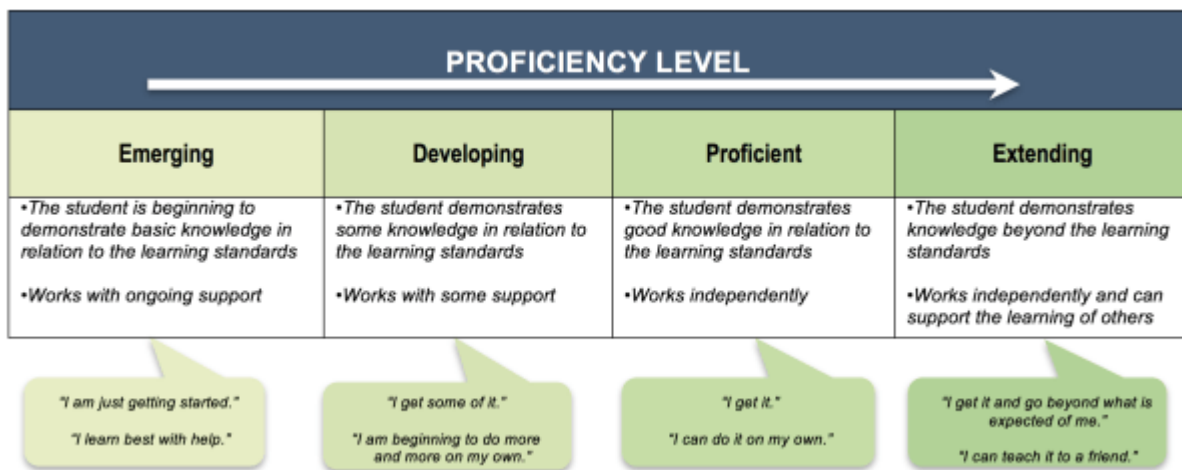 PROFICIENCY LEVEL
Emerging
Developing
Proficient
Extending
•The student is beginning to
demonstrate basic knowledge in
relation to the learning standards
•Works with ongoing support
•The student demonstrates
some knowledge in relation to
the learning standards
•Works with some support
•The student demonstrates
good knowledge in relation to
the learning standards
•Works independently
•The student demonstrates
knowledge beyond the learning
standards
•Works independently and can
support the learning of others
"I am just getting started."
"I learn best with help."
"I get some of it."
"I am beginning to do more
and more on my own."
"I get it."
"I can do it on my own."
"I get it and go beyond what is
expected of me."
"I can teach it to a friend."